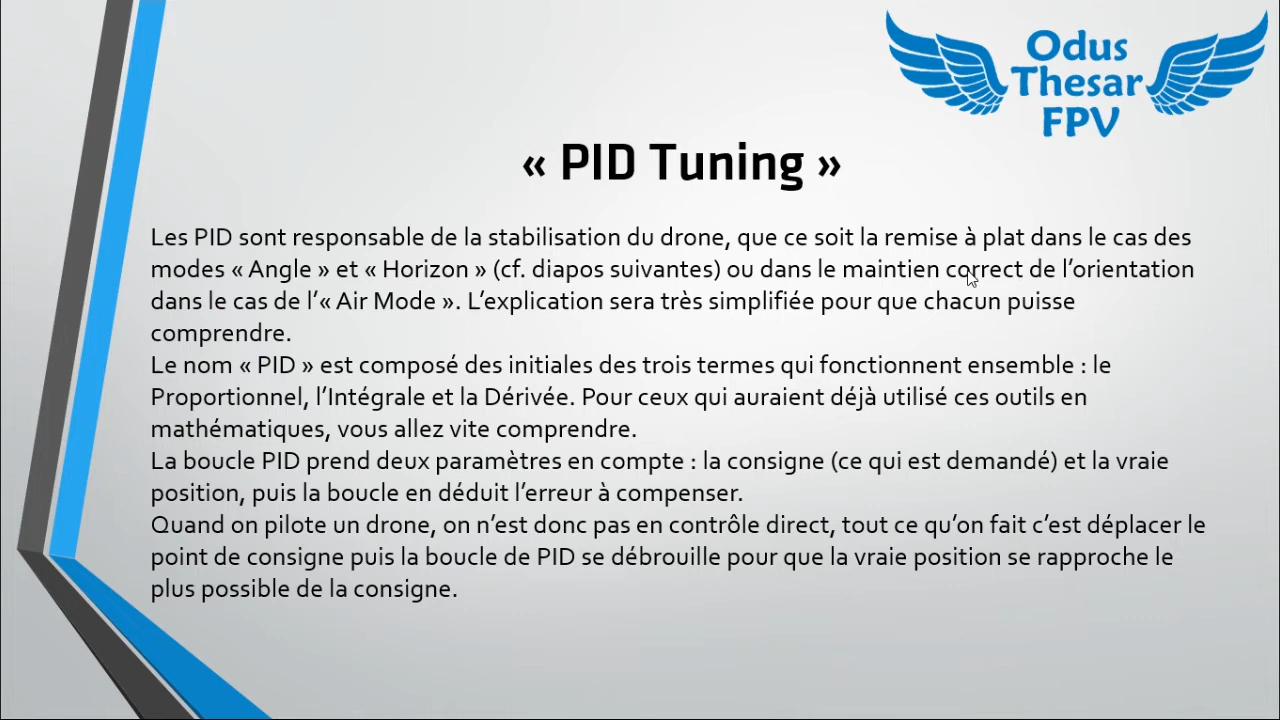 Odus
Thesar
FPV
« PID Tuning »
Les PID sont responsable de la stabilisation du drone, que ce soit la remise à plat dans le cas des
modes « Angle » et « Horizon » (cf. diapos suivantes) ou dans le maintien correct de l’orientation
dans le cas de l’« Air Mode ». L’explication sera très simplifiée pour que chacun puisse
comprendre.
Le nom « PID » est composé des initiales des trois termes qui fonctionnent ensemble : le
Proportionnel, l’Intégrale et la Dérivée. Pour ceux qui auraient déjà utilisé ces outils en
mathématiques, vous allez vite comprendre.
La boucle PID prend deux paramètres en compte : la consigne (ce qui est demandé) et la vraie
position, puis la boucle en déduit l’erreur à compenser.
Quand on pilote un drone, on n’est donc pas en contrôle direct, tout ce qu’on fait c’est déplacer le
point de consigne puis la boucle de PID se débrouille pour que la vraie position se rapproche le
plus possible de la consigne.